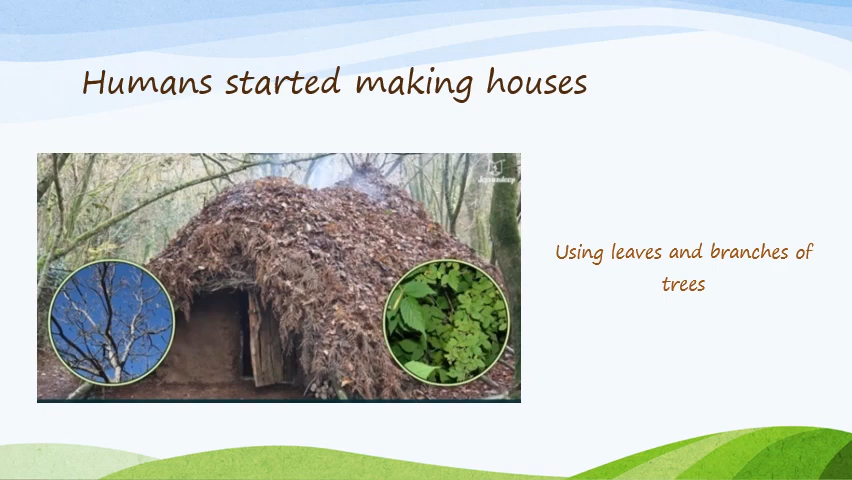 Humans started making houses
Using leaves and branches of
trees